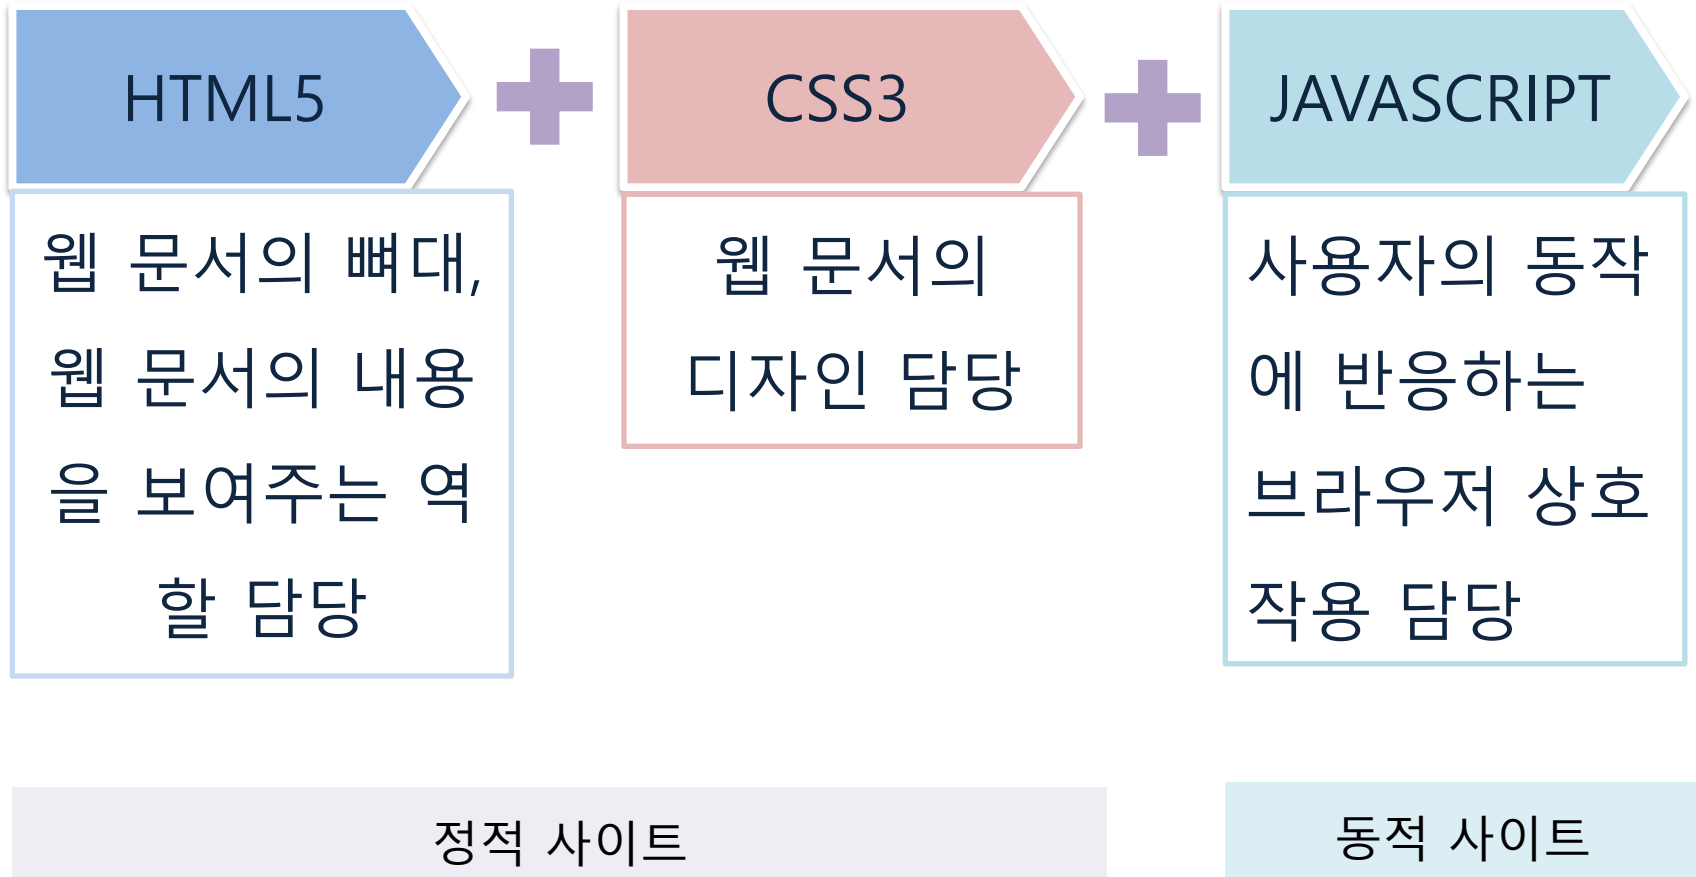 HTML5
웹 문서의 뼈대,
웹 문서의 내용
을 보여주는 역
할 담당
CSS3
웹 문서의
디자인 담당
JAVASCRIPT
사용자의 동작
에 반응하는
브라우저 상호
작용 담당
정적 사이트
동적 사이트